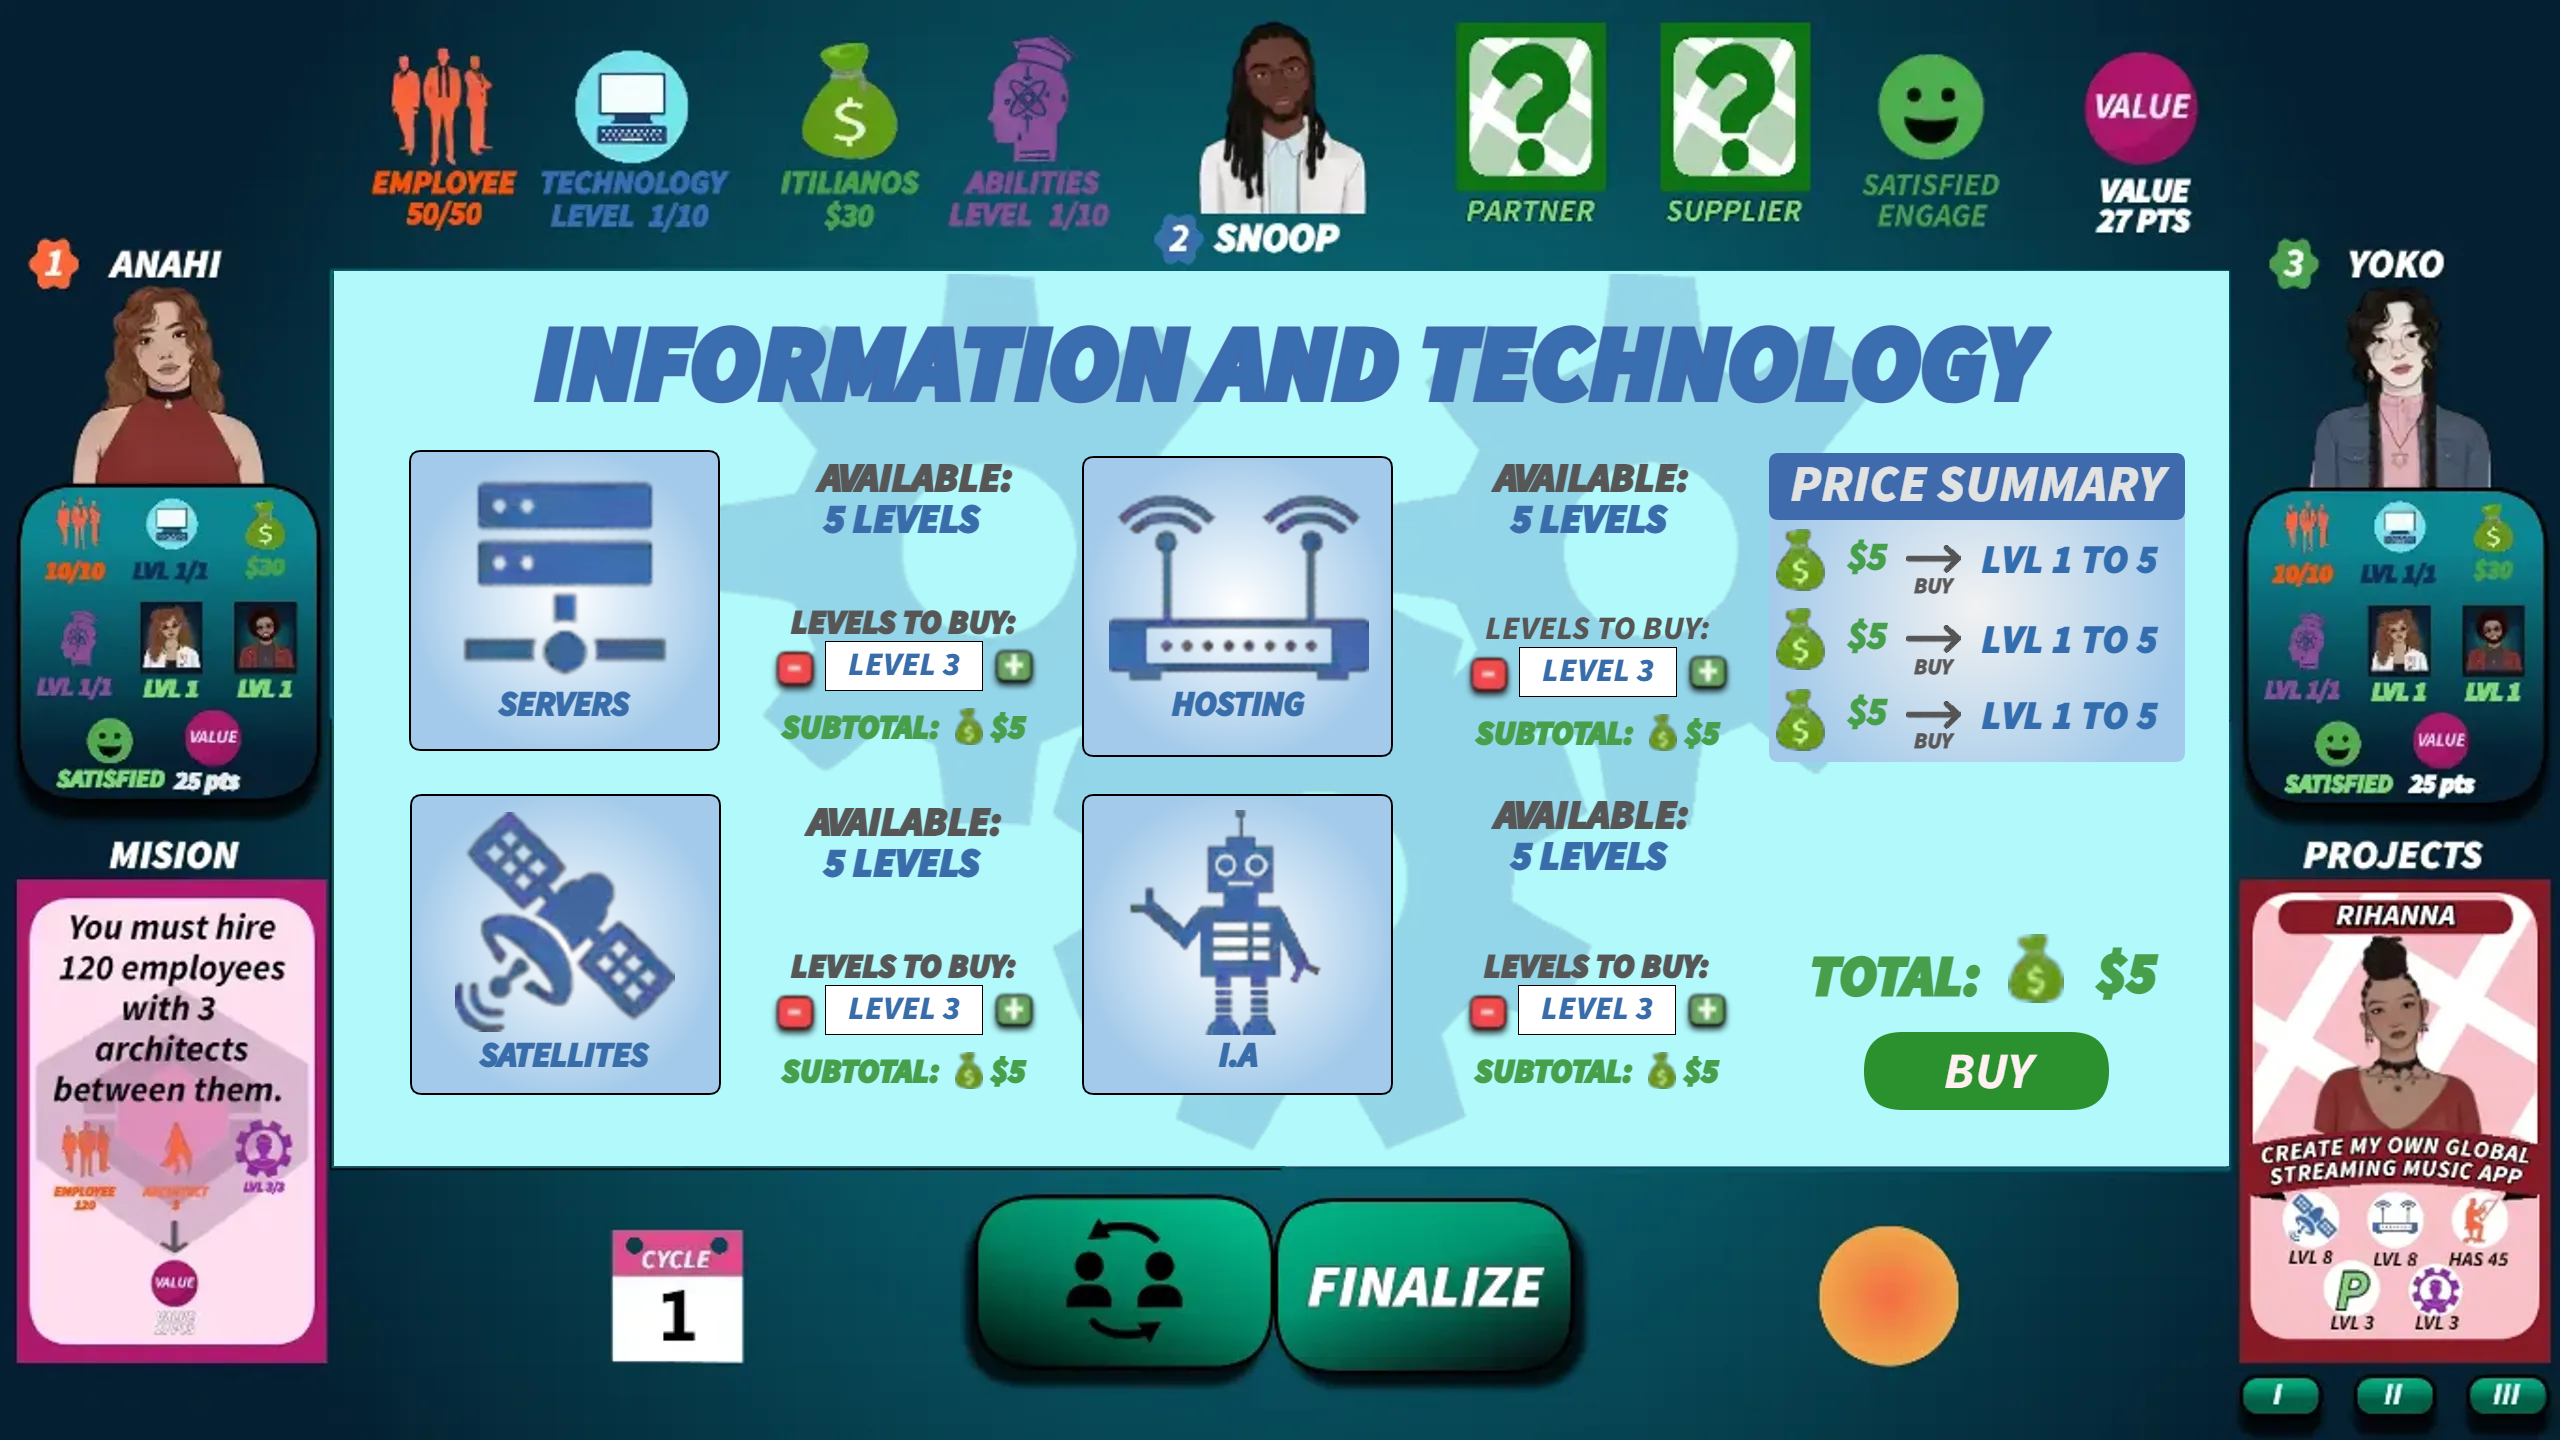 EMPLOYEE
50/50
TECHNOLOGY
LEVEL 1/10
ITILIANOS
$30
ABILITIES
LEVEL 1/10
2 SNOOP
PARTNER
SUPPLIER
SATISFIED
ENGAGE
VALUE
VALUE
27 PTS
1 ANAHI
10/10
LVL 1/1
$30
LVL 1/1
LVL 1
LVL 1
VALUE
SATISFIED
25 pts
MISION
You must hire
120 employees
with 3
architects
between them.
EMPLOYEE
120
ARCHITECT
3
LVL 3/3
VALUE
INFORMATION AND TECHNOLOGY
SERVERS
AVAILABLE:
5 LEVELS
LEVELS TO BUY:
- LEVEL 3 +
SUBTOTAL: $ $5
HOSTING
AVAILABLE:
5 LEVELS
LEVELS TO BUY:
- LEVEL 3 +
SUBTOTAL: $ $5
PRICE SUMMARY
$ $5 → LVL 1 TO 5
BUY
$ $5 → LVL 1 TO 5
BUY
$ $5 → LVL 1 TO 5
BUY
SATELLITES
AVAILABLE:
5 LEVELS
LEVELS TO BUY:
- LEVEL 3 +
SUBTOTAL: $ $5
I.A
AVAILABLE:
5 LEVELS
LEVELS TO BUY:
- LEVEL 3 +
SUBTOTAL: $ $5
TOTAL: $ $5
BUY
3 YOKO
10/10
LVL 1/1
$30
LVL 1/1
LVL 1
LVL 1
VALUE
SATISFIED
25 pts
PROJECTS
RIHANNA
CREATE MY OWN GLOBAL
STREAMING MUSIC APP
LVL 8
LVL 8
HAS 45
P
LVL 3
LVL 3
I
II
III
CYCLE
1
FINALIZE